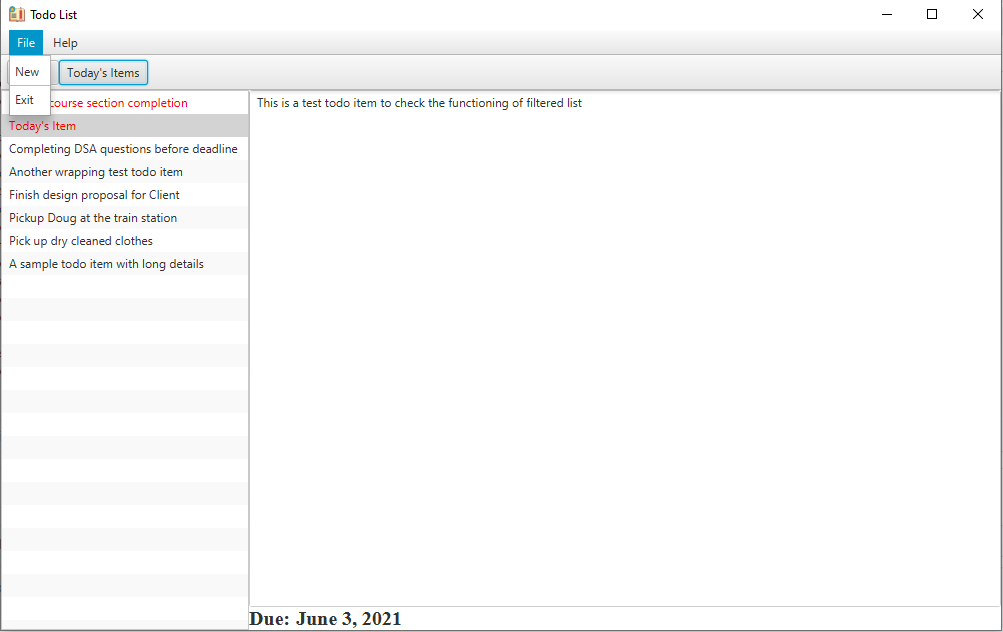 Todo List
File Help
New
Exit
Today's Items
course section completion
Today's Item
Completing DSA questions before deadline
Another wrapping test todo item
Finish design proposal for Client
Pickup Doug at the train station
Pick up dry cleaned clothes
A sample todo item with long details
This is a test todo item to check the functioning of filtered list
Due: June 3, 2021